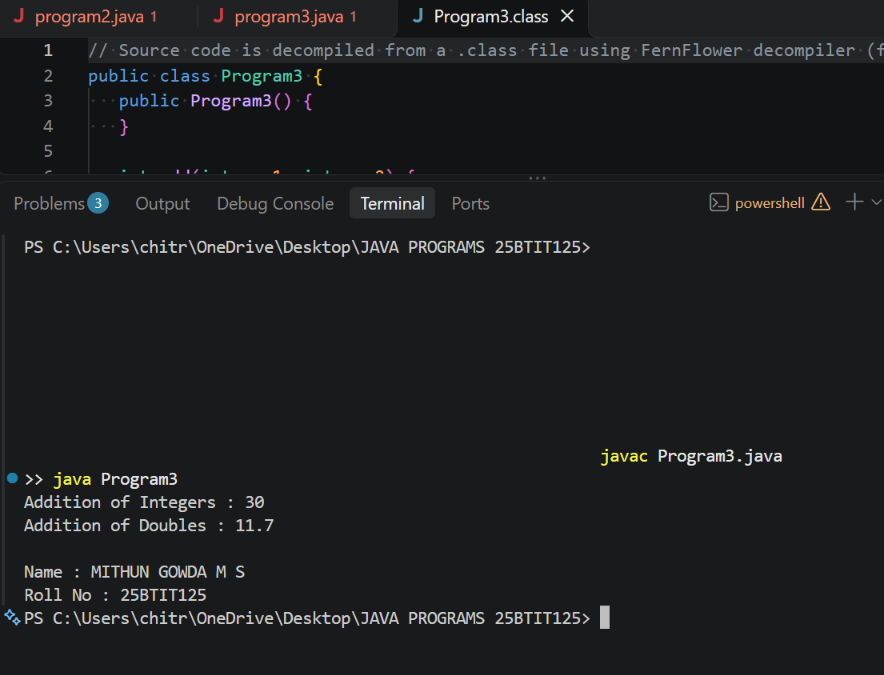 program2.java 1 program3.java 1 Program3.class
1 // Source code is decompiled from a .class file using FernFlower decompiler (f
2 public class Program3 {
3 public Program3() {
4 }
5
Problems 3 Output Debug Console Terminal Ports powershell
PS C:\Users\chitr\OneDrive\Desktop\JAVA PROGRAMS 25BTIT125>
javac Program3.java
>> java Program3
Addition of Integers : 30
Addition of Doubles : 11.7
Name : MITHUN GOWDA M S
Roll No : 25BTIT125
PS C:\Users\chitr\OneDrive\Desktop\JAVA PROGRAMS 25BTIT125>